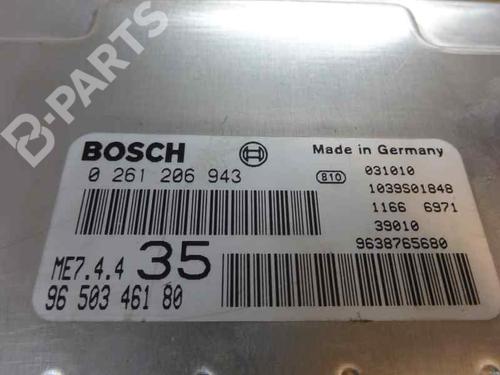 B-PARTS
BOSCH
Made in Germany
0 261 206 943
810
031010
1039S01848
1166 6971
39010
9638765680
ME7.4.4 35
96 503 461 80